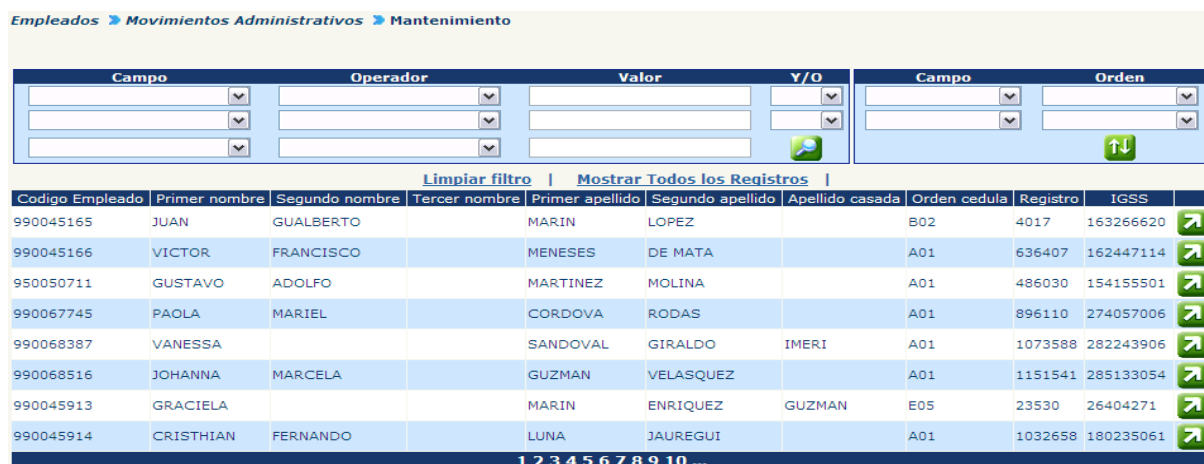 Empleados Movimientos Administrativos Mantenimiento
Campo Operador Valor Y/O Campo Orden
Limpiar filtro | Mostrar Todos los Registros |
Codigo Empleado Primer nombre Segundo nombre Tercer nombre Primer apellido Segundo apellido Apellido casada Orden cedula Registro IGSS
990045165 JUAN GUALBERTO MARIN LOPEZ B02 4017 163266620
990045166 VICTOR FRANCISCO MENESES DE MATA A01 636407 162447114
950050711 GUSTAVO ADOLFO MARTINEZ MOLINA A01 486030 154155501
990067745 PAOLA MARIEL CORDOVA RODAS A01 896110 274057006
990068387 VANESSA SANDOVAL GIRALDO IMERI A01 1073588 282243906
990068516 JOHANNA MARCELA GUZMAN VELASQUEZ A01 1151541 285133054
990045913 GRACIELA MARIN ENRIQUEZ GUZMAN E05 23530 26404271
990045914 CRISTHIAN FERNANDO LUNA JAUREGUI A01 1032658 180235061
1 2 3 4 5 6 7 8 9 10 ...